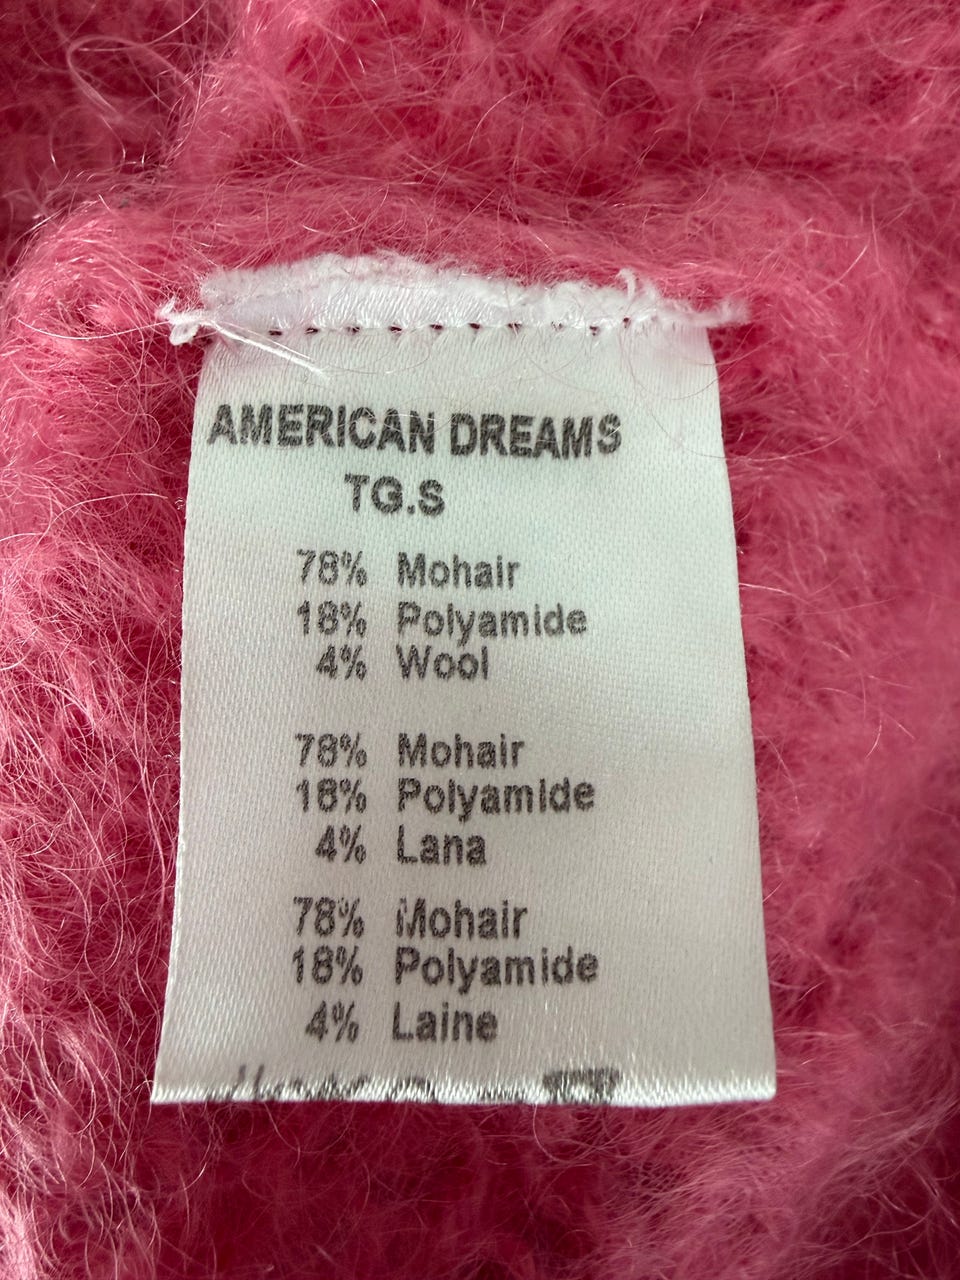 AMERICAN DREAMS
TG.S
78% Mohair
18% Polyamide
4% Wool
78% Mohair
18% Polyamide
4% Lana
78% Mohair
18% Polyamide
4% Laine